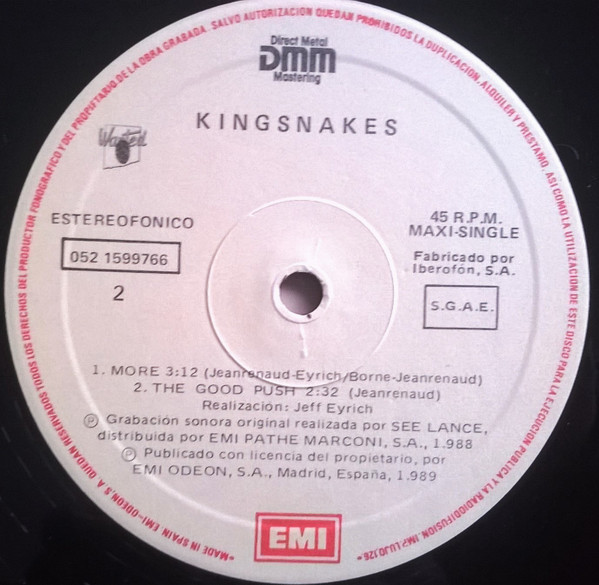 RESERVADOS TODOS LOS DERECHOS DEL PRODUCTOR FONOGRAFICO Y DEL PROPIETARIO DE LA OBRA GRABADA. SALVO AUTORIZACION QUEDAN PROHIBIDOS LA DUPLICACION, ALQUILER Y PRESTAMO, ASI COMO LA UTILIZACION DE ESTE DISCO PARA LA EJECUCION PUBLICA Y LA RADIODIFUSION.
Direct Metal
DMM
Mastering
KINGSNAKES
Wanted
ESTEREOFONICO
052 1599766
2
45 R.P.M.
MAXI-SINGLE
Fabricado por
Iberofón, S.A.
S.G.A.E.
1. MORE 3:12 (Jeanrenaud-Eyrich/Borne-Jeanrenaud)
2. THE GOOD PUSH 2:32 (Jeanrenaud)
Realización: Jeff Eyrich
Ⓟ Grabación sonora original realizada por SEE LANCE,
distribuida por EMI PATHE MARCONI, S.A., 1.988
Ⓟ Publicado con licencia del propietario, por
EMI ODEON, S.A., Madrid, España, 1.989
EMI
*MADE IN SPAIN EMI-ODEON, S.A. QUEDAN